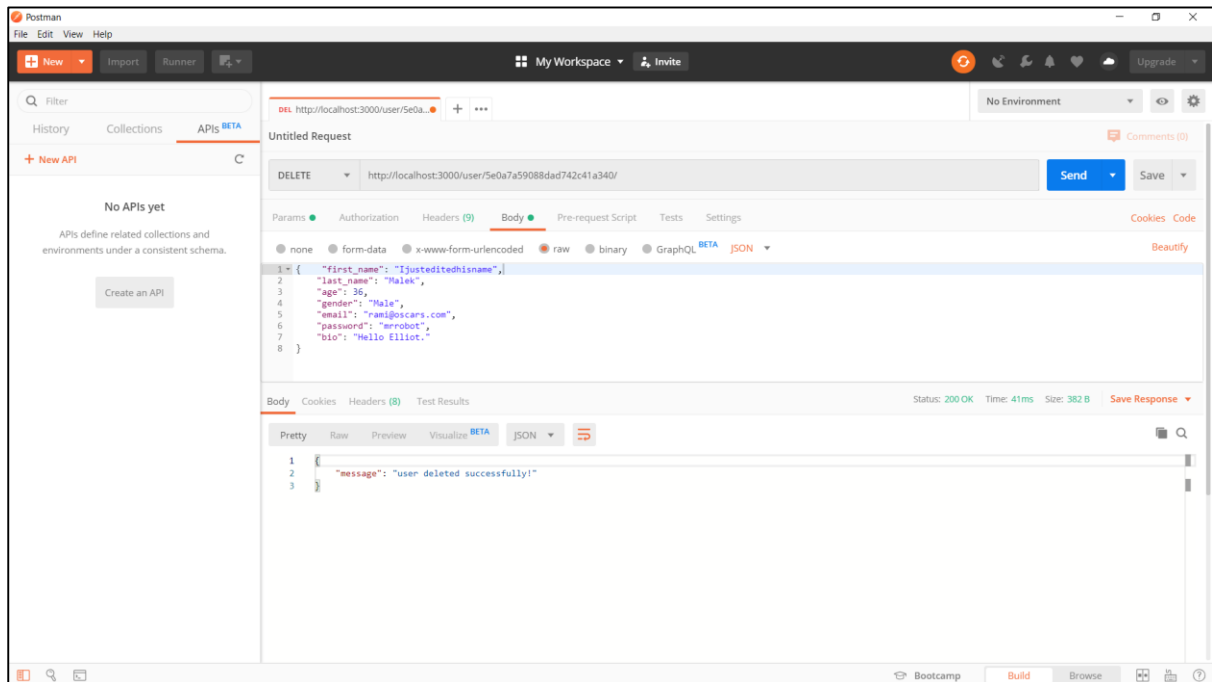 Postman
File Edit View Help
New Import Runner My Workspace Invite Upgrade
Filter
History Collections APIs BETA
+ New API
No APIs yet
APIs define related collections and
environments under a consistent schema.
Create an API
DEL http://localhost:3000/user/5e0a... + ••• No Environment
Untitled Request Comments (0)
DELETE http://localhost:3000/user/5e0a7a59088dad742c41a340/ Send Save
Params Authorization Headers (9) Body Pre-request Script Tests Settings Cookies Code
none form-data x-www-form-urlencoded raw binary GraphQL BETA JSON Beautify
1 { "first_name": "Ijusteditedhisname",
2 "last_name": "Malek",
3 "age": 36,
4 "gender": "Male",
5 "email": "rami@oscars.com",
6 "password": "mrrobot",
7 "bio": "Hello Elliot."
8 }
Body Cookies Headers (8) Test Results Status: 200 OK Time: 41ms Size: 382 B Save Response
Pretty Raw Preview Visualize BETA JSON
1 {
2 "message": "user deleted successfully!"
3 }
Bootcamp Build Browse